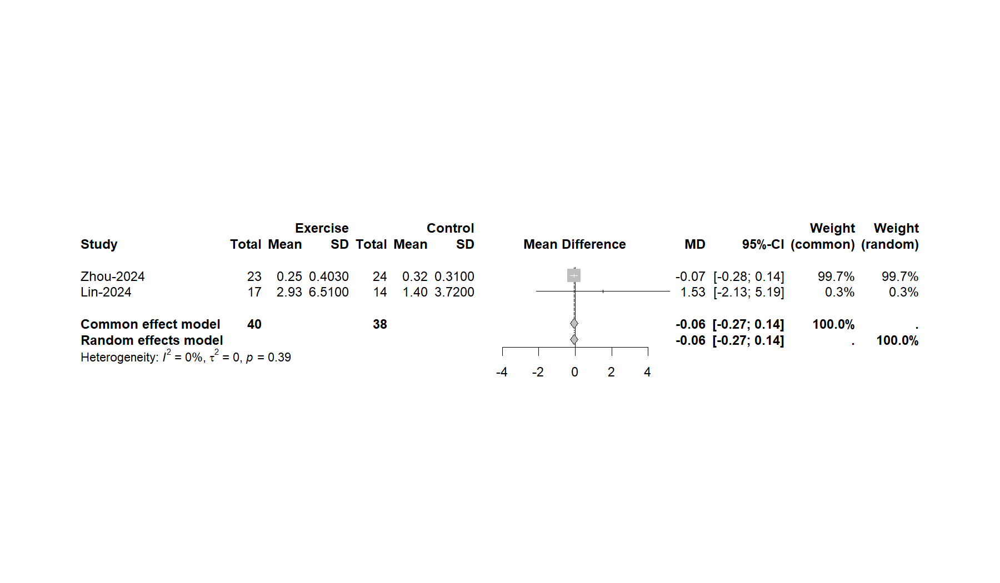 Exercise Control Weight Weight
Study Total Mean SD Total Mean SD Mean Difference MD 95%-CI (common) (random)
Zhou-2024 23 0.25 0.4030 24 0.32 0.3100 -0.07 [-0.28; 0.14] 99.7% 99.7%
Lin-2024 17 2.93 6.5100 14 1.40 3.7200 1.53 [-2.13; 5.19] 0.3% 0.3%
Common effect model 40 38 -0.06 [-0.27; 0.14] 100.0% .
Random effects model -0.06 [-0.27; 0.14] . 100.0%
Heterogeneity: I² = 0%, τ² = 0, p = 0.39
-4 -2 0 2 4